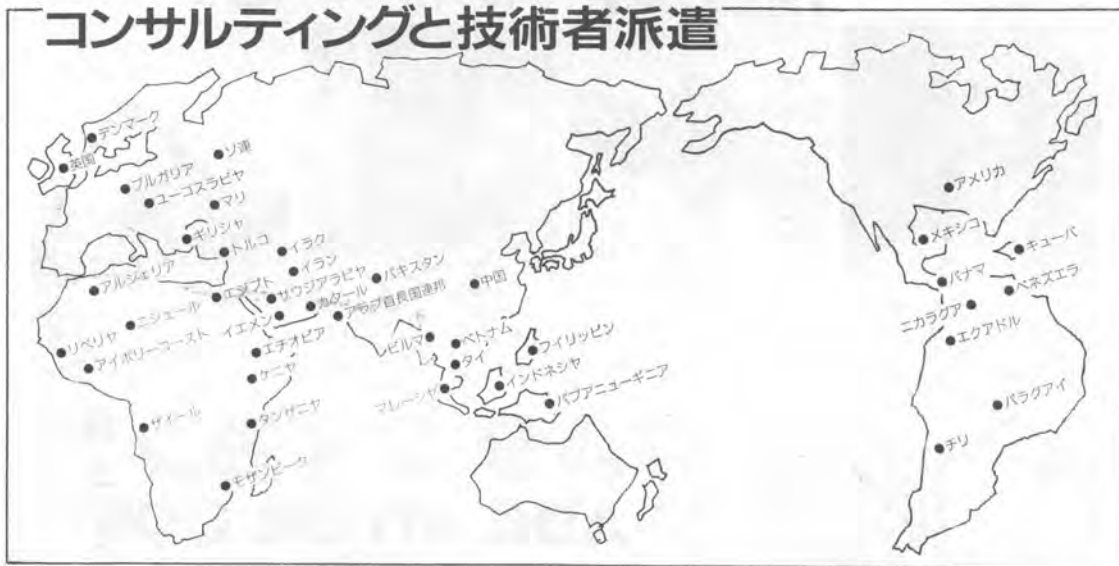 コンサルティングと技術者派遣
デンマーク
英国
ソ連
ブルガリア
ユーゴスラビヤ
マリ
ギリシャ
トルコ
イラク
イラン
アルジェリア
エジプト
サウジアラビヤ
カタール
パキスタン
アラブ首長国連邦
中国
ニジェール
イエメン
リベリヤ
アイボリーコースト
エチオピア
ケニヤ
ザイール
タンザニヤ
モザンビーク
ビルマ
ベトナム
タイ
フィリッピン
マレーシヤ
インドネシヤ
パプアニューギニア
アメリカ
メキシコ
キューバ
パナマ
ベネズエラ
ニカラグア
エクアドル
パラグアイ
チリ